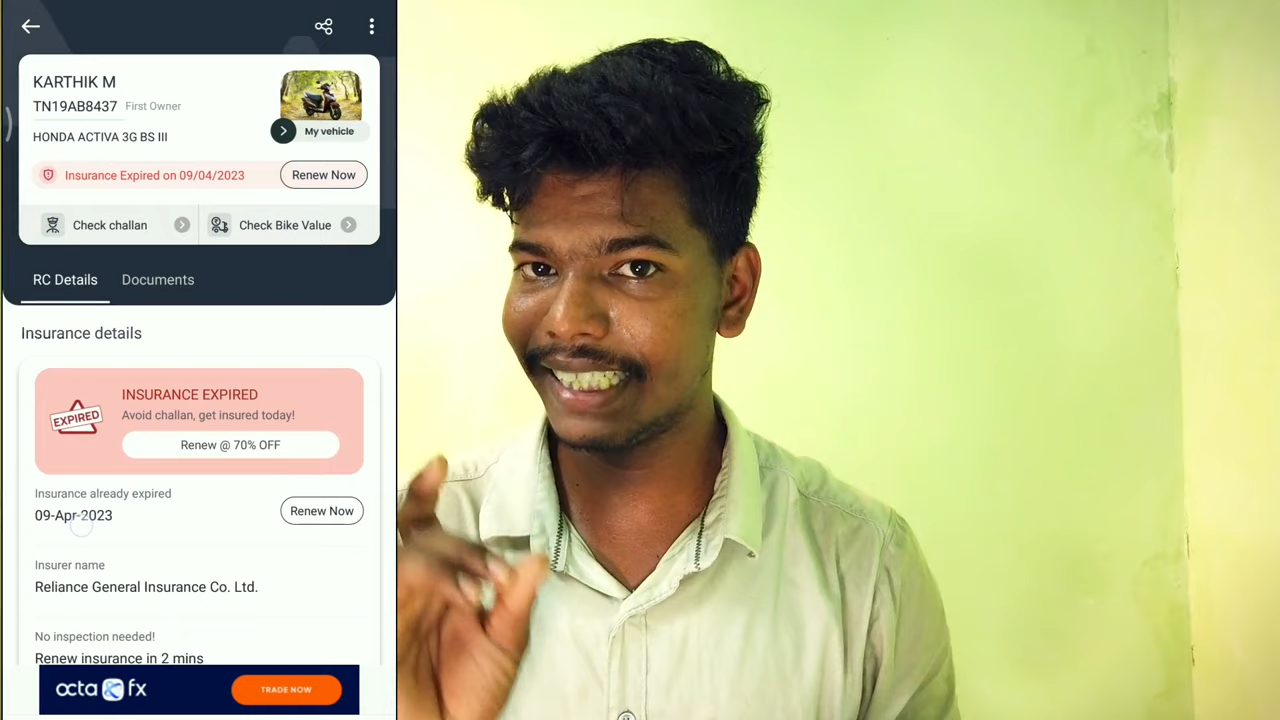 KARTHIK M
TN19AB8437 First Owner
HONDA ACTIVA 3G BS III
My vehicle
Insurance Expired on 09/04/2023
Renew Now
Check challan
Check Bike Value
RC Details
Documents
Insurance details
EXPIRED
INSURANCE EXPIRED
Avoid challan, get insured today!
Renew @ 70% OFF
Insurance already expired
09-Apr-2023
Renew Now
Insurer name
Reliance General Insurance Co. Ltd.
No inspection needed!
Renew insurance in 2 mins
octa fx
TRADE NOW